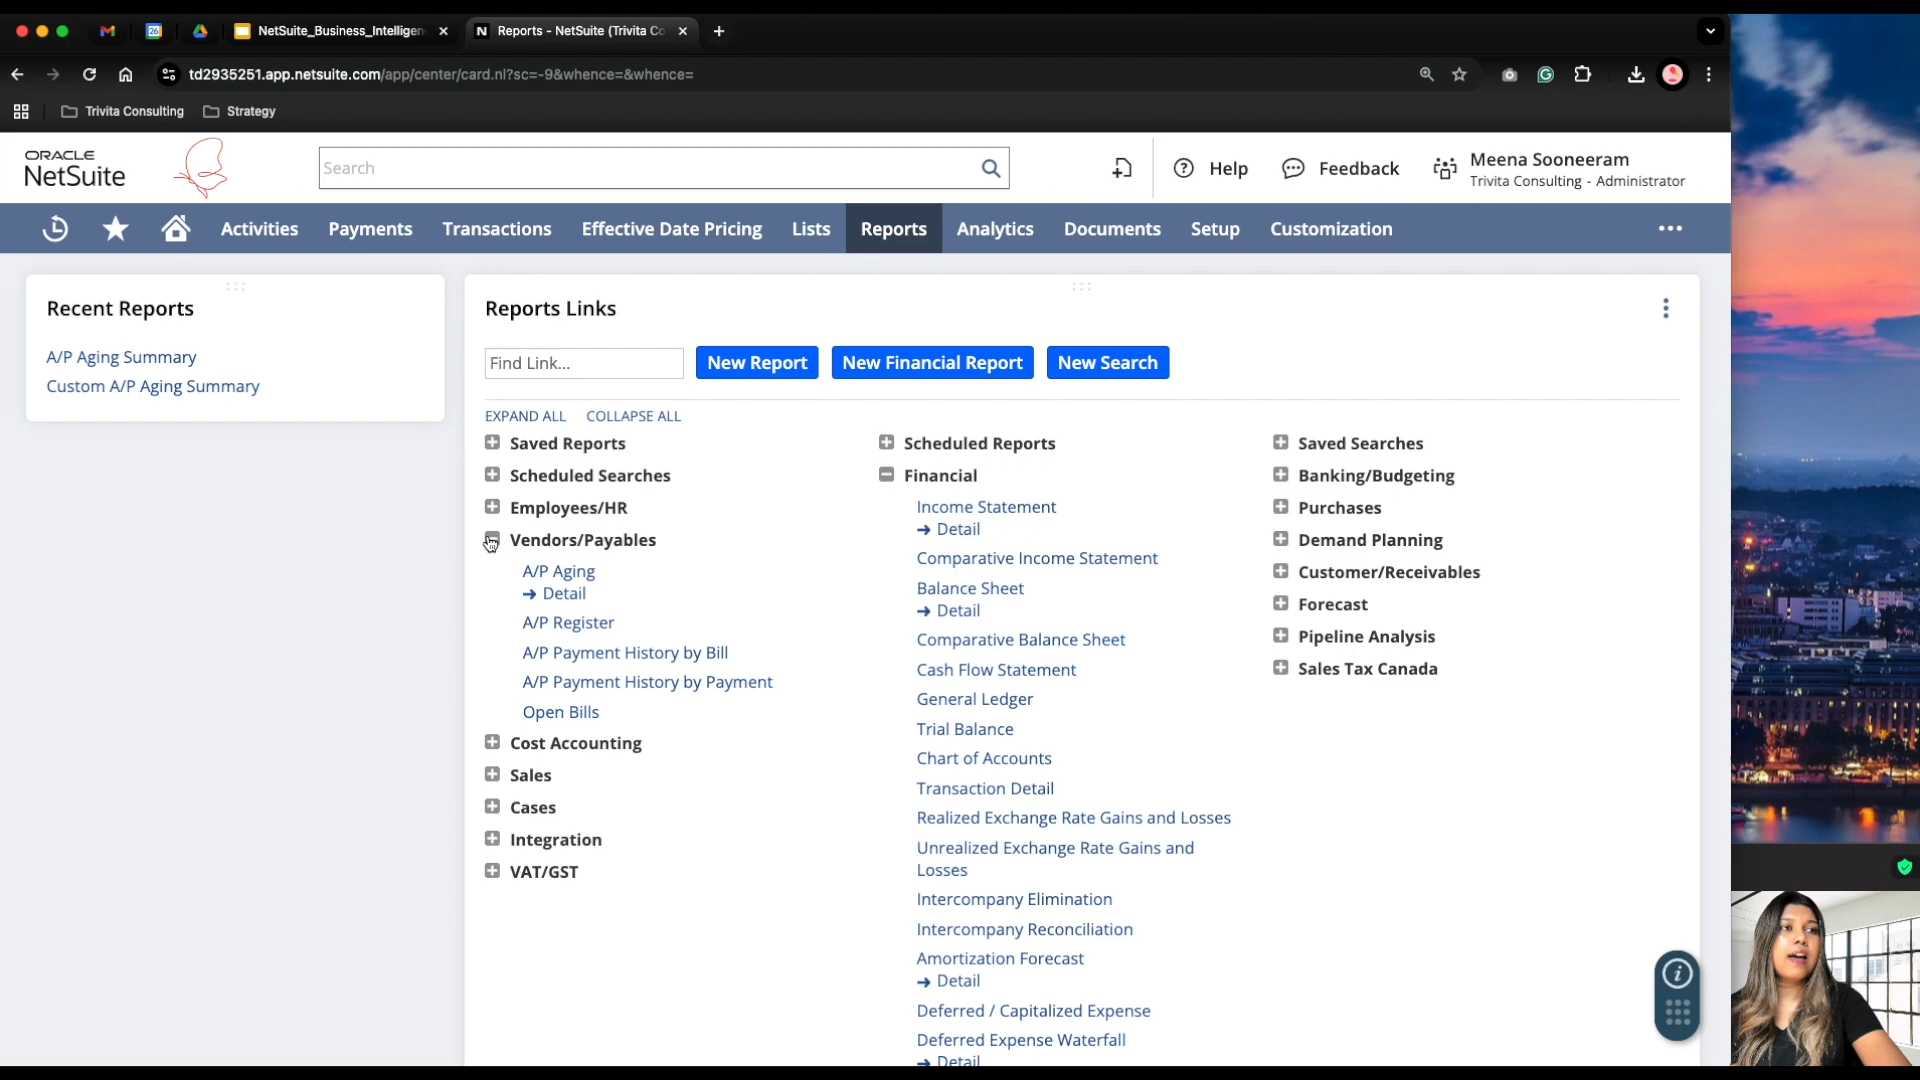 NetSuite_Business_Intelligen
Reports - NetSuite (Trivita Co
td2935251.app.netsuite.com/app/center/card.nl?sc=-9&whence=&whence=
Trivita Consulting
Strategy
ORACLE
NetSuite
Search
Help
Feedback
Meena Sooneeram
Trivita Consulting - Administrator
Activities
Payments
Transactions
Effective Date Pricing
Lists
Reports
Analytics
Documents
Setup
Customization
Recent Reports
A/P Aging Summary
Custom A/P Aging Summary
Reports Links
Find Link...
New Report
New Financial Report
New Search
EXPAND ALL
COLLAPSE ALL
Saved Reports
Scheduled Searches
Employees/HR
Vendors/Payables
A/P Aging
Detail
A/P Register
A/P Payment History by Bill
A/P Payment History by Payment
Open Bills
Cost Accounting
Sales
Cases
Integration
VAT/GST
Scheduled Reports
Financial
Income Statement
Detail
Comparative Income Statement
Balance Sheet
Detail
Comparative Balance Sheet
Cash Flow Statement
General Ledger
Trial Balance
Chart of Accounts
Transaction Detail
Realized Exchange Rate Gains and Losses
Unrealized Exchange Rate Gains and
Losses
Intercompany Elimination
Intercompany Reconciliation
Amortization Forecast
Detail
Deferred / Capitalized Expense
Deferred Expense Waterfall
Detail
Saved Searches
Banking/Budgeting
Purchases
Demand Planning
Customer/Receivables
Forecast
Pipeline Analysis
Sales Tax Canada